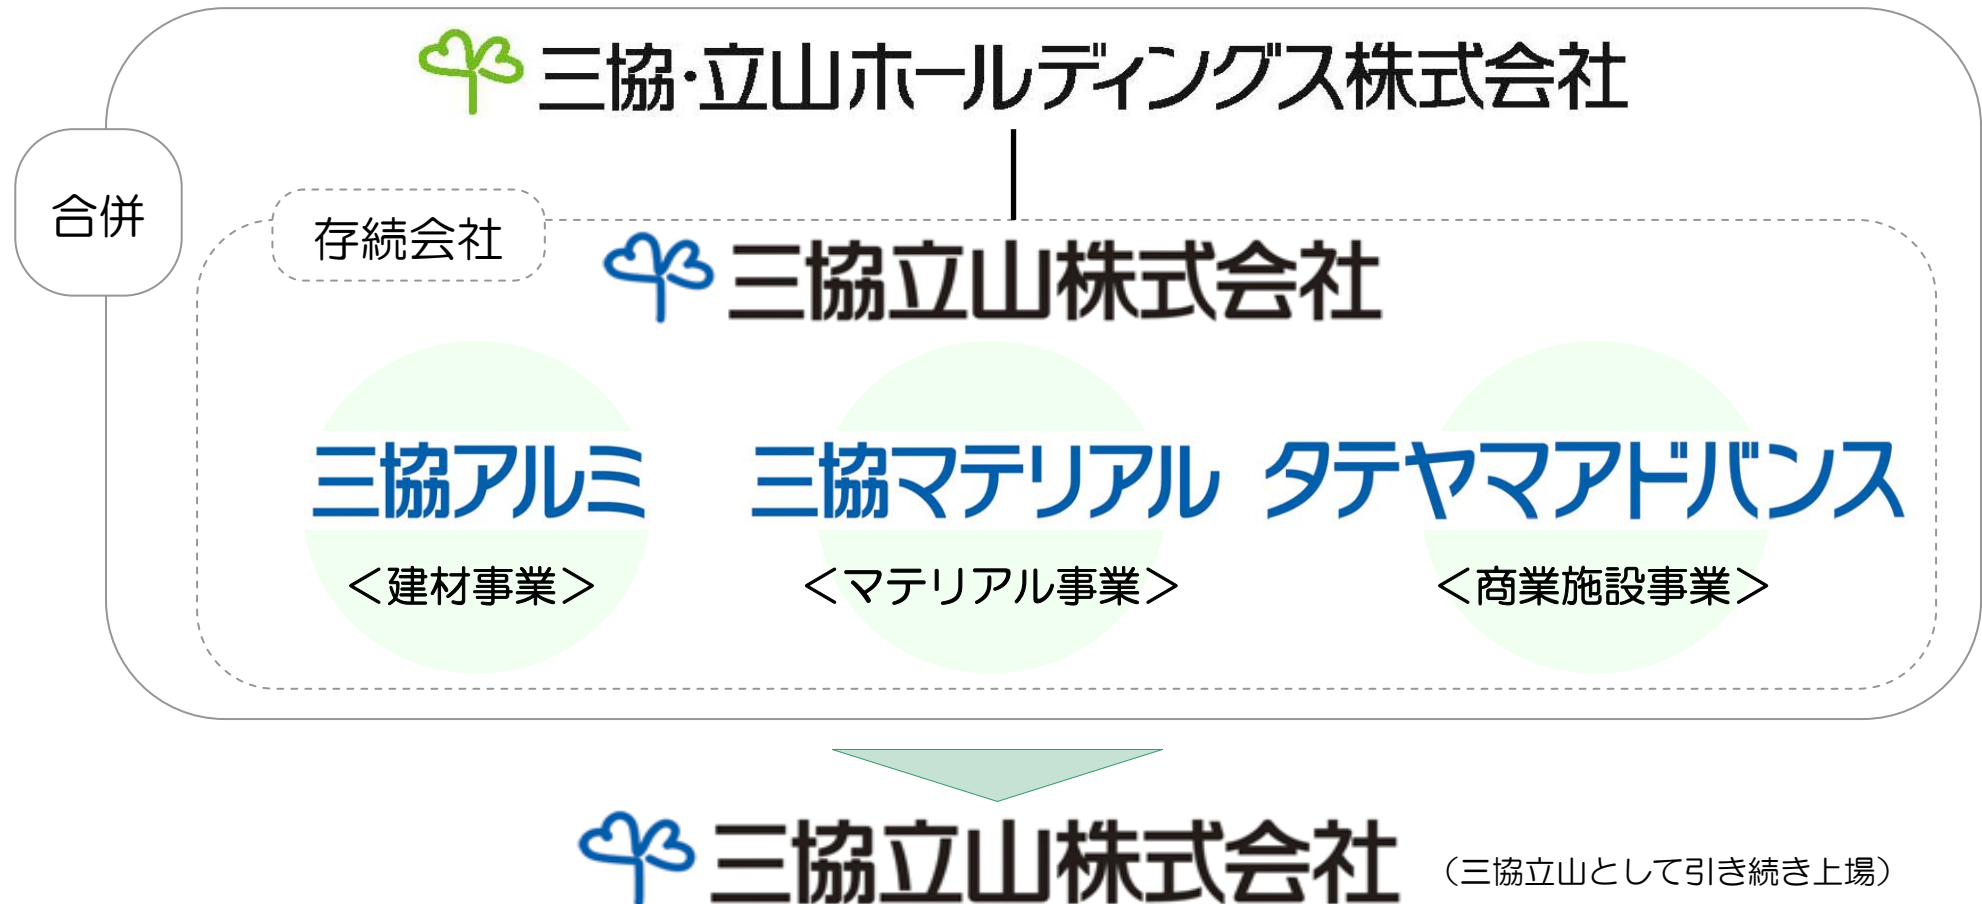 三協・立山ホールディングス株式会社
合併
存続会社
三協立山株式会社
三協アルミ
三協マテリアル
タテヤマアドバンス
＜建材事業＞
＜マテリアル事業＞
＜商業施設事業＞
三協立山株式会社
（三協立山として引き続き上場）